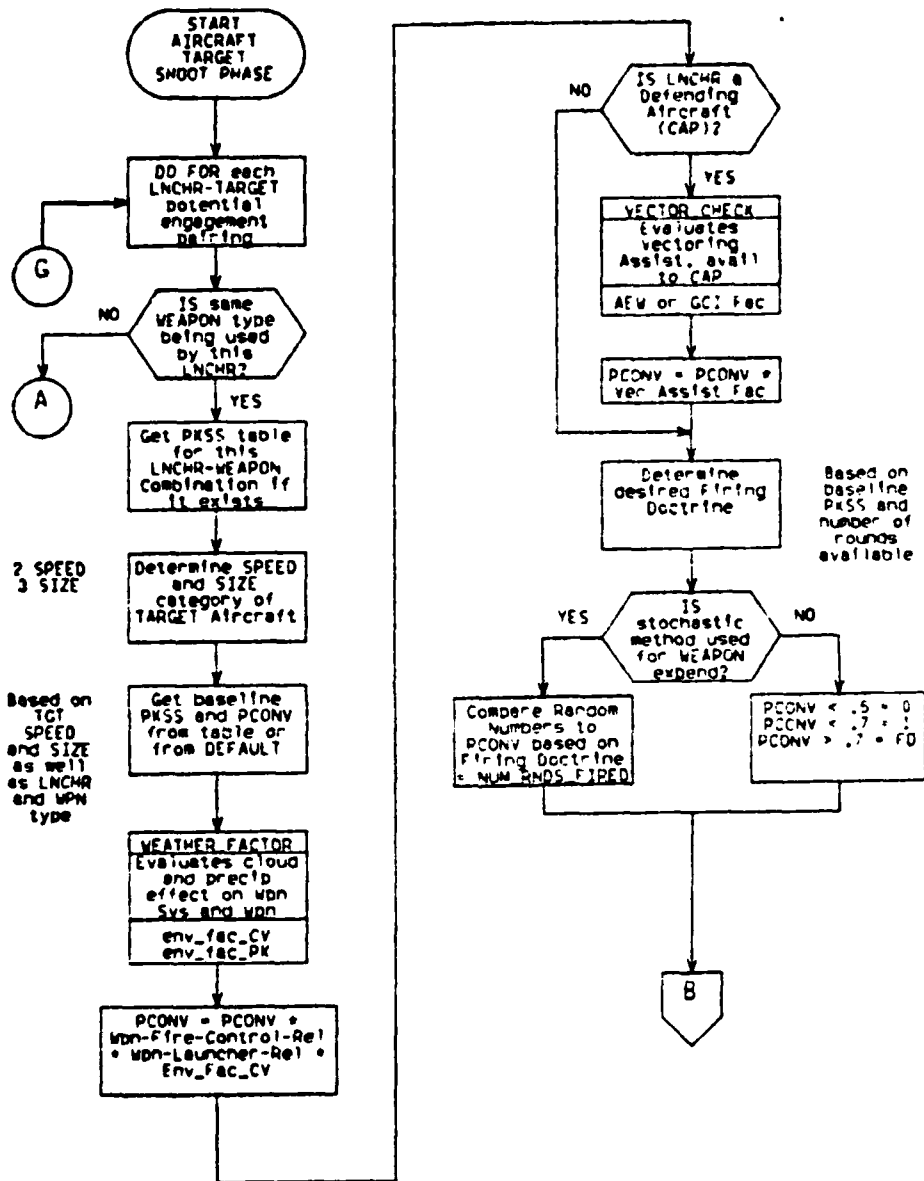 START
AIRCRAFT
TARGET
SHOOT PHASE
DO FOR each
LNCHR-TARGET
potential
engagement
pairing
G
IS same
WEAPON type
being used
by this
LNCHR?
NO
A
YES
Get PKSS table
for this
LNCHR-WEAPON
Combination if
it exists
2 SPEED
3 SIZE
Determine SPEED
and SIZE
category of
TARGET Aircraft
Based on
TGT
SPEED
and SIZE
as well
as LNCHR
and WPN
type
Get baseline
PKSS and PCONV
from table or
from DEFAULT
WEATHER FACTOR
Evaluates cloud
and precip
effect on Wpn
Sys and Wpn
env_fac_CV
env_fac_PK
PCONV = PCONV *
Wpn-Fire-Control-Rel
* Wpn-Launcher-Rel *
Env_Fac_CV
IS LNCHR a
Defending
Aircraft
(CAP)?
NO
YES
VECTOR CHECK
Evaluates
Vectoring
Assist. avail
to CAP
AEW or GCI Fac
PCONV = PCONV *
Ver Assist Fac
Determine
desired Firing
Doctrine
Based on
baseline
PKSS and
number of
rounds
available
IS
stochastic
method used
for WEAPON
expend?
YES
NO
Compare Random
Numbers to
PCONV based on
Firing Doctrine
= NUM_RNDS_FIRED
PCONV < .5 = 0
PCONV < .7 = 1
PCONV > .7 = FD
B